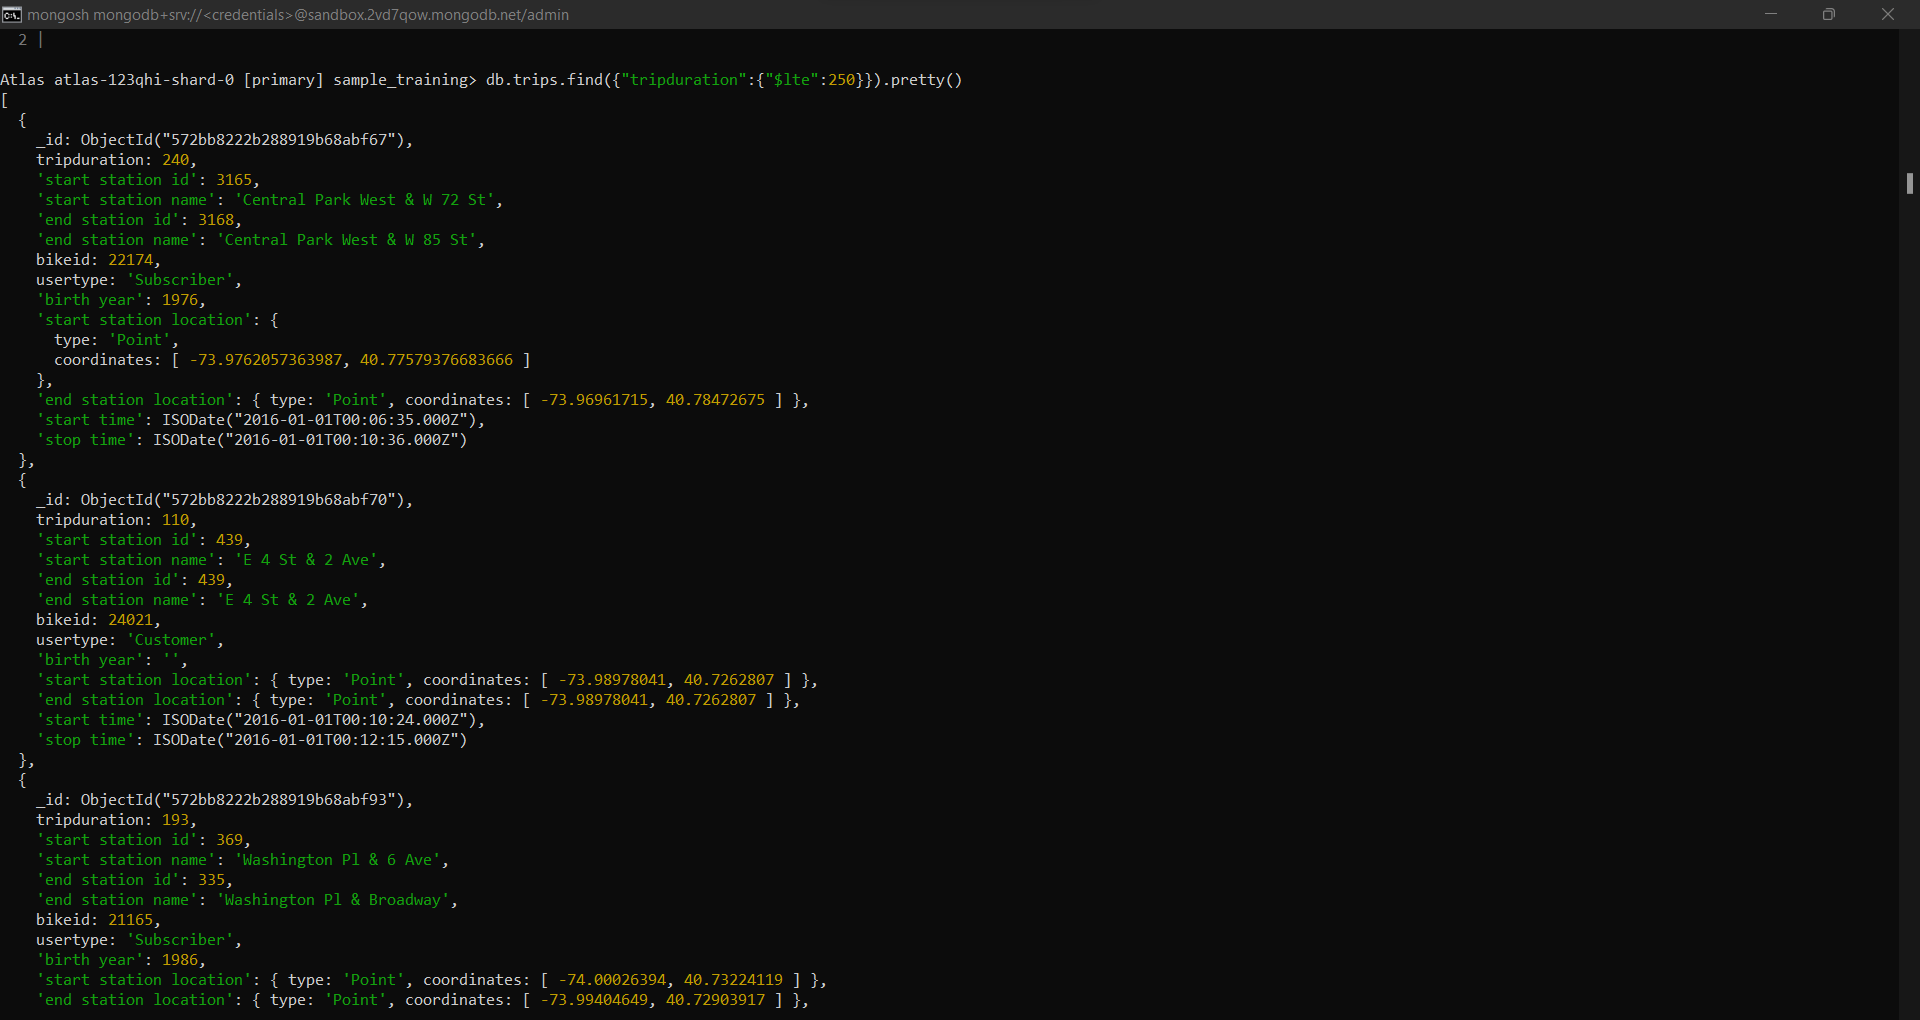 mongosh mongodb+srv://<credentials>@sandbox.2vd7qow.mongodb.net/admin
2
Atlas atlas-123qhi-shard-0 [primary] sample_training> db.trips.find({"tripduration":{"$lte":250}}).pretty()
[
  {
    _id: ObjectId("572bb8222b288919b68abf67"),
    tripduration: 240,
    'start station id': 3165,
    'start station name': 'Central Park West & W 72 St',
    'end station id': 3168,
    'end station name': 'Central Park West & W 85 St',
    bikeid: 22174,
    usertype: 'Subscriber',
    'birth year': 1976,
    'start station location': {
      type: 'Point',
      coordinates: [ -73.9762057363987, 40.77579376683666 ]
    },
    'end station location': { type: 'Point', coordinates: [ -73.96961715, 40.78472675 ] },
    'start time': ISODate("2016-01-01T00:06:35.000Z"),
    'stop time': ISODate("2016-01-01T00:10:36.000Z")
  },
  {
    _id: ObjectId("572bb8222b288919b68abf70"),
    tripduration: 110,
    'start station id': 439,
    'start station name': 'E 4 St & 2 Ave',
    'end station id': 439,
    'end station name': 'E 4 St & 2 Ave',
    bikeid: 24021,
    usertype: 'Customer',
    'birth year': '',
    'start station location': { type: 'Point', coordinates: [ -73.98978041, 40.7262807 ] },
    'end station location': { type: 'Point', coordinates: [ -73.98978041, 40.7262807 ] },
    'start time': ISODate("2016-01-01T00:10:24.000Z"),
    'stop time': ISODate("2016-01-01T00:12:15.000Z")
  },
  {
    _id: ObjectId("572bb8222b288919b68abf93"),
    tripduration: 193,
    'start station id': 369,
    'start station name': 'Washington Pl & 6 Ave',
    'end station id': 335,
    'end station name': 'Washington Pl & Broadway',
    bikeid: 21165,
    usertype: 'Subscriber',
    'birth year': 1986,
    'start station location': { type: 'Point', coordinates: [ -74.00026394, 40.73224119 ] },
    'end station location': { type: 'Point', coordinates: [ -73.99404649, 40.72903917 ] },